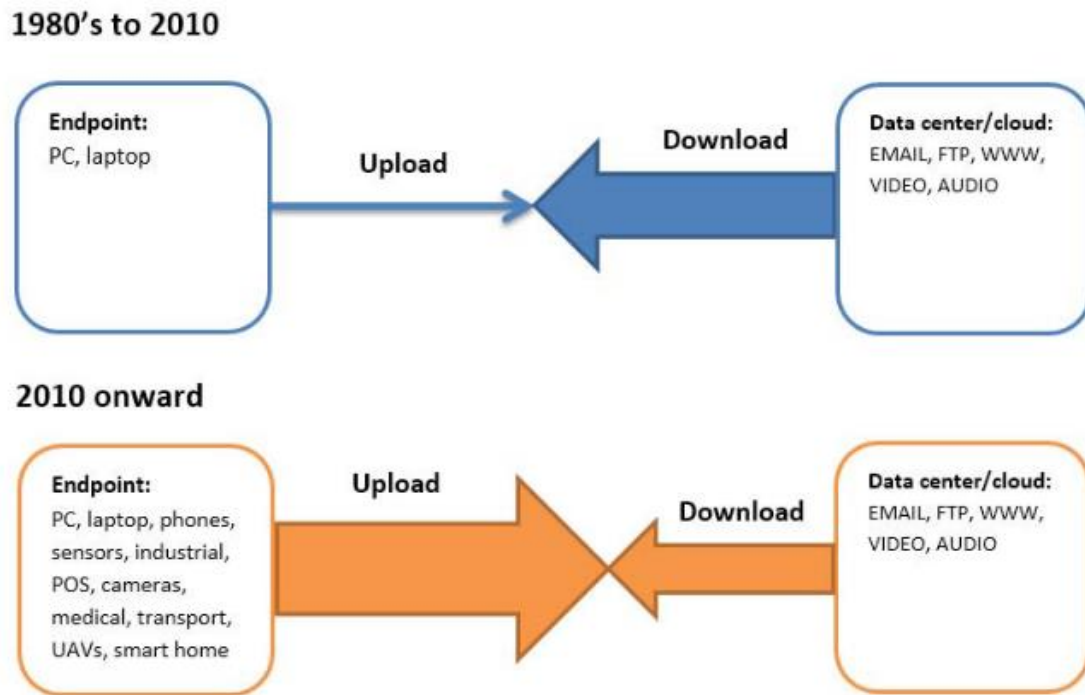 1980's to 2010
Endpoint:
PC, laptop
Upload
Download
Data center/cloud:
EMAIL, FTP, WWW,
VIDEO, AUDIO
2010 onward
Endpoint:
PC, laptop, phones,
sensors, industrial,
POS, cameras,
medical, transport,
UAVs, smart home
Upload
Download
Data center/cloud:
EMAIL, FTP, WWW,
VIDEO, AUDIO